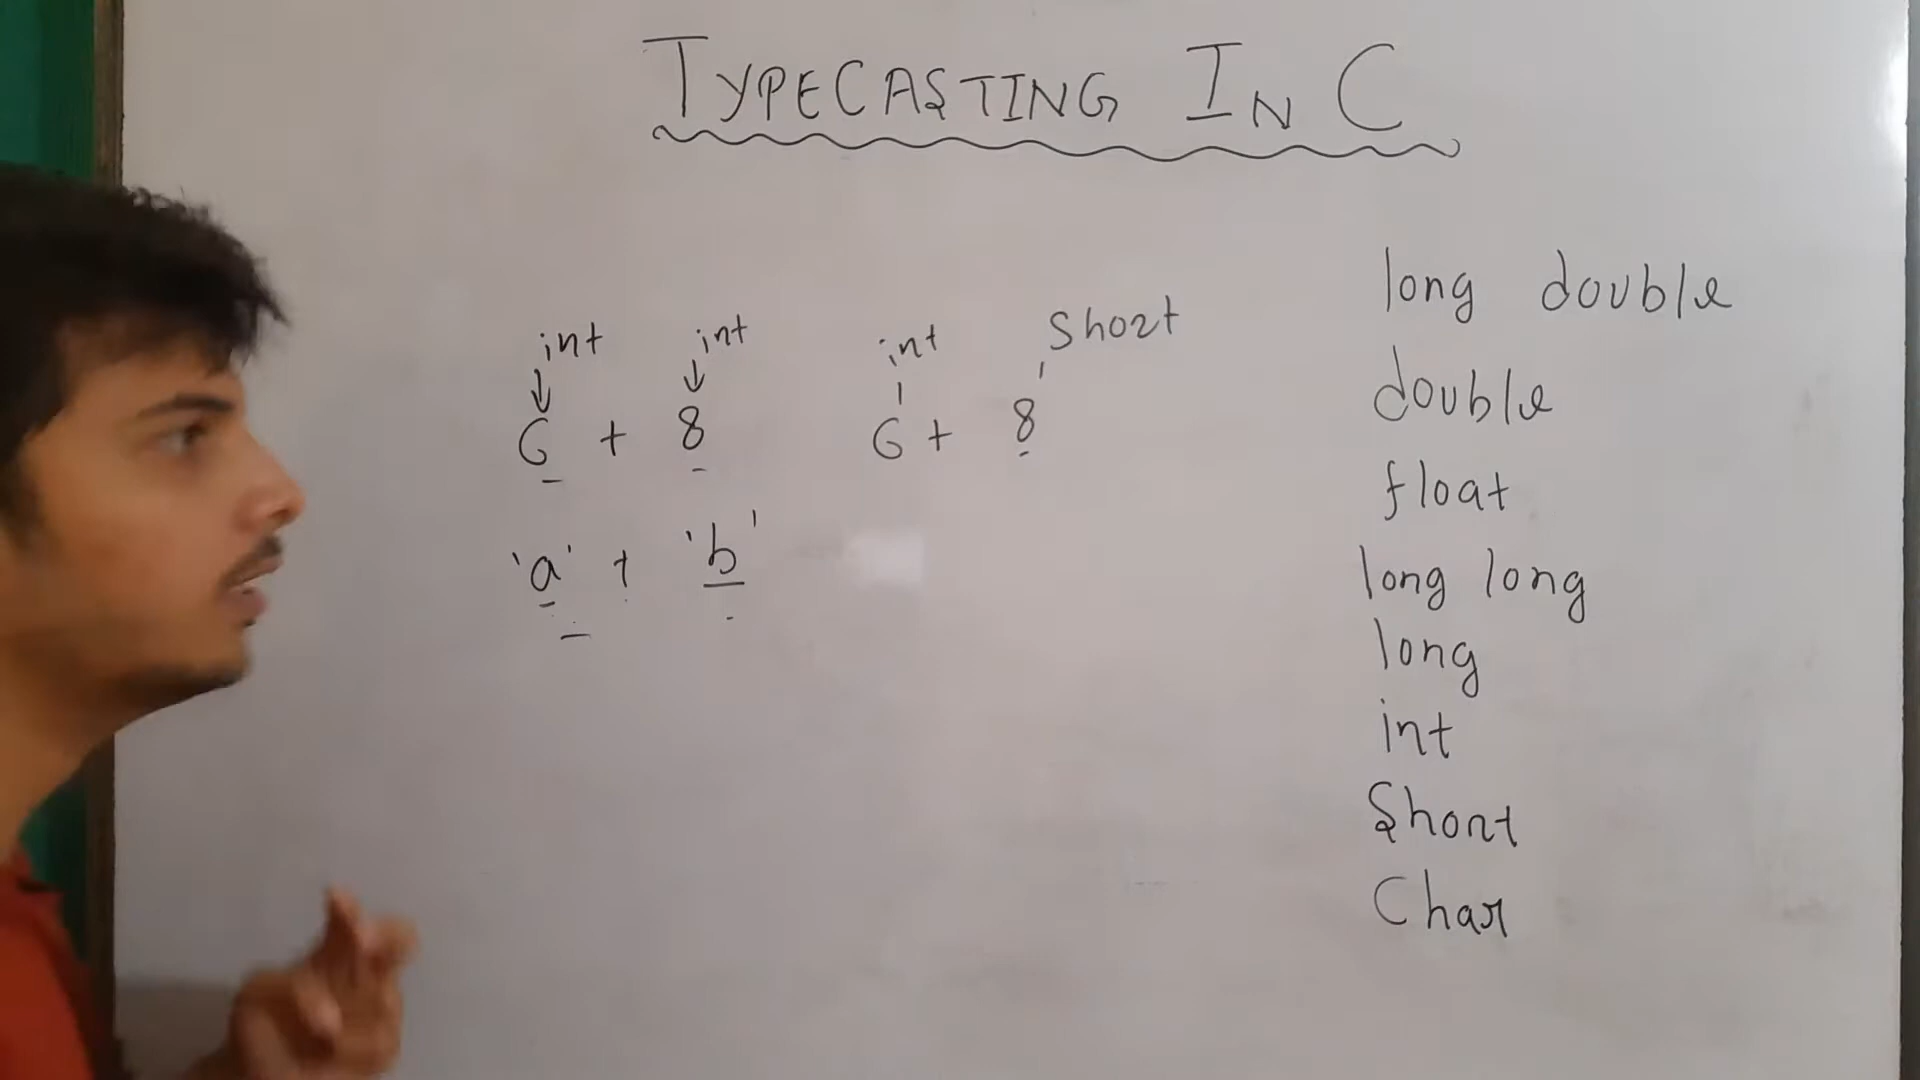 TYPECASTING IN C
int int int Short
6 + 8 6 + 8
'a' + 'b'
long double
double
float
long long
long
int
Short
Char